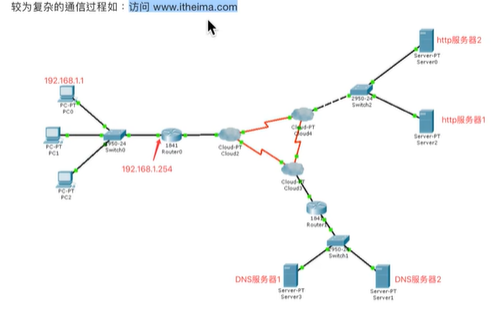 较为复杂的通信过程如：访问 www.itheima.com
http服务器2
Server-PT
Server0
192.168.1.1
PC-PT
PC0
2950-24
Switch2
http服务器1
Server-PT
Server2
Cloud-PT
Cloud4
PC-PT
PC1
2950-24
Switch0
1841
Router0
Cloud-PT
Cloud2
192.168.1.254
PC-PT
PC2
Cloud-PT
Cloud3
1841
2950-24
Switch1
DNS服务器1
Server-PT
Server3
DNS服务器2
Server-PT
Server1